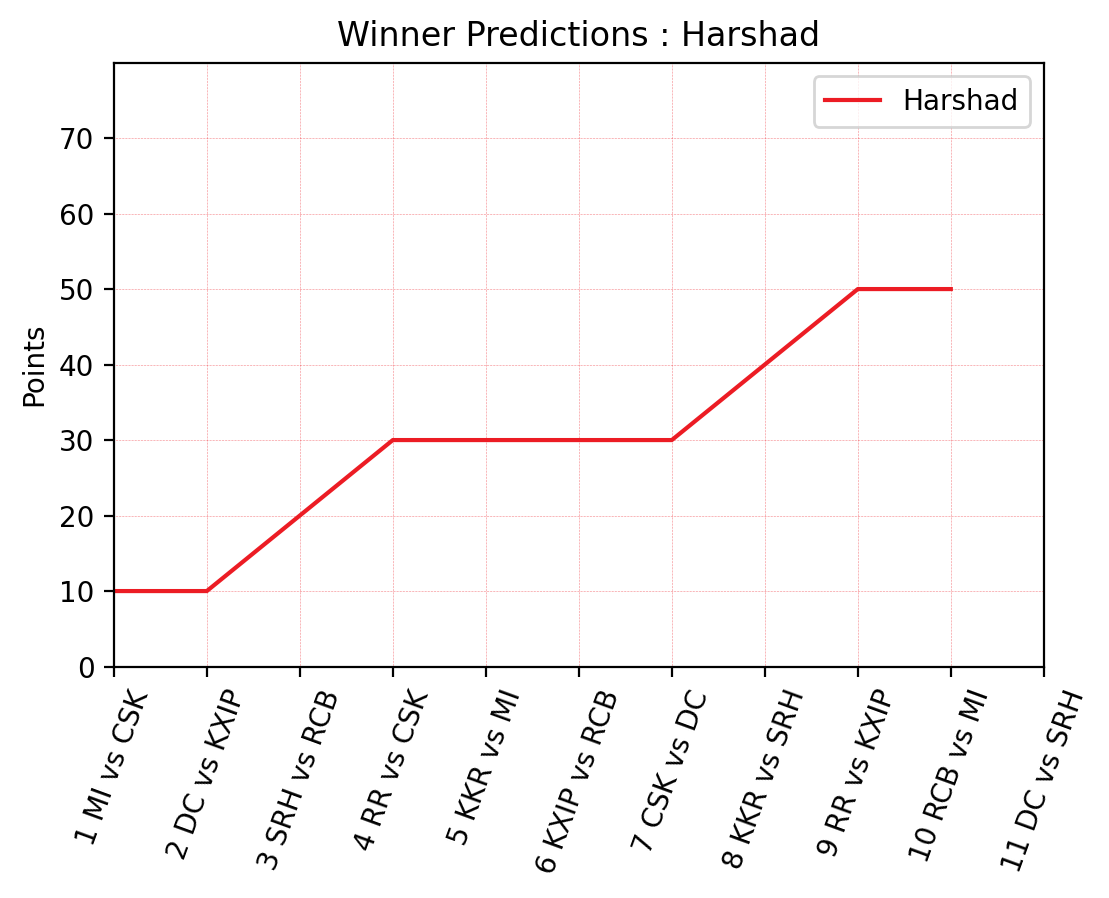 Winner Predictions : Harshad
Harshad
Points
70
60
50
40
30
20
10
0
1 MI vs CSK
2 DC vs KXIP
3 SRH vs RCB
4 RR vs CSK
5 KKR vs MI
6 KXIP vs RCB
7 CSK vs DC
8 KKR vs SRH
9 RR vs KXIP
10 RCB vs MI
11 DC vs SRH